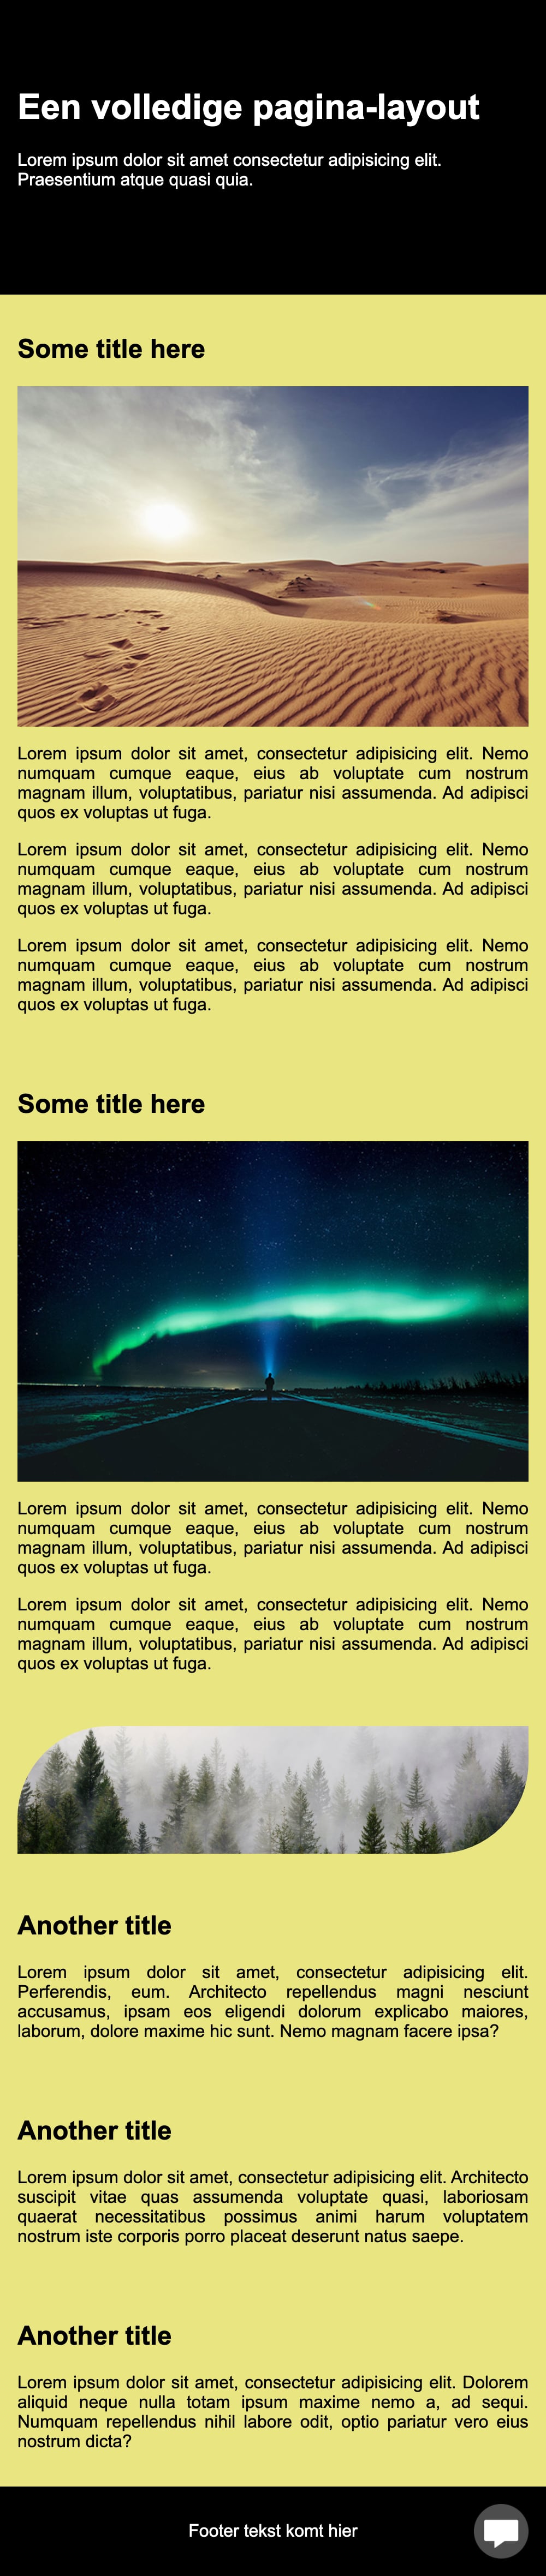 Een volledige pagina-layout
Lorem ipsum dolor sit amet consectetur adipisicing elit.
Praesentium atque quasi quia.
Some title here
Lorem ipsum dolor sit amet, consectetur adipisicing elit. Nemo
numquam cumque eaque, eius ab voluptate cum nostrum
magnam illum, voluptatibus, pariatur nisi assumenda. Ad adipisci
quos ex voluptas ut fuga.
Lorem ipsum dolor sit amet, consectetur adipisicing elit. Nemo
numquam cumque eaque, eius ab voluptate cum nostrum
magnam illum, voluptatibus, pariatur nisi assumenda. Ad adipisci
quos ex voluptas ut fuga.
Lorem ipsum dolor sit amet, consectetur adipisicing elit. Nemo
numquam cumque eaque, eius ab voluptate cum nostrum
magnam illum, voluptatibus, pariatur nisi assumenda. Ad adipisci
quos ex voluptas ut fuga.
Some title here
Lorem ipsum dolor sit amet, consectetur adipisicing elit. Nemo
numquam cumque eaque, eius ab voluptate cum nostrum
magnam illum, voluptatibus, pariatur nisi assumenda. Ad adipisci
quos ex voluptas ut fuga.
Lorem ipsum dolor sit amet, consectetur adipisicing elit. Nemo
numquam cumque eaque, eius ab voluptate cum nostrum
magnam illum, voluptatibus, pariatur nisi assumenda. Ad adipisci
quos ex voluptas ut fuga.
Another title
Lorem ipsum dolor sit amet, consectetur adipisicing elit.
Perferendis, eum. Architecto repellendus magni nesciunt
accusamus, ipsam eos eligendi dolorum explicabo maiores,
laborum, dolore maxime hic sunt. Nemo magnam facere ipsa?
Another title
Lorem ipsum dolor sit amet, consectetur adipisicing elit. Architecto
suscipit vitae quas assumenda voluptate quasi, laboriosam
quaerat necessitatibus possimus animi harum voluptatem
nostrum iste corporis porro placeat deserunt natus saepe.
Another title
Lorem ipsum dolor sit amet, consectetur adipisicing elit. Dolorem
aliquid neque nulla totam ipsum maxime nemo a, ad sequi.
Numquam repellendus nihil labore odit, optio pariatur vero eius
nostrum dicta?
Footer tekst komt hier